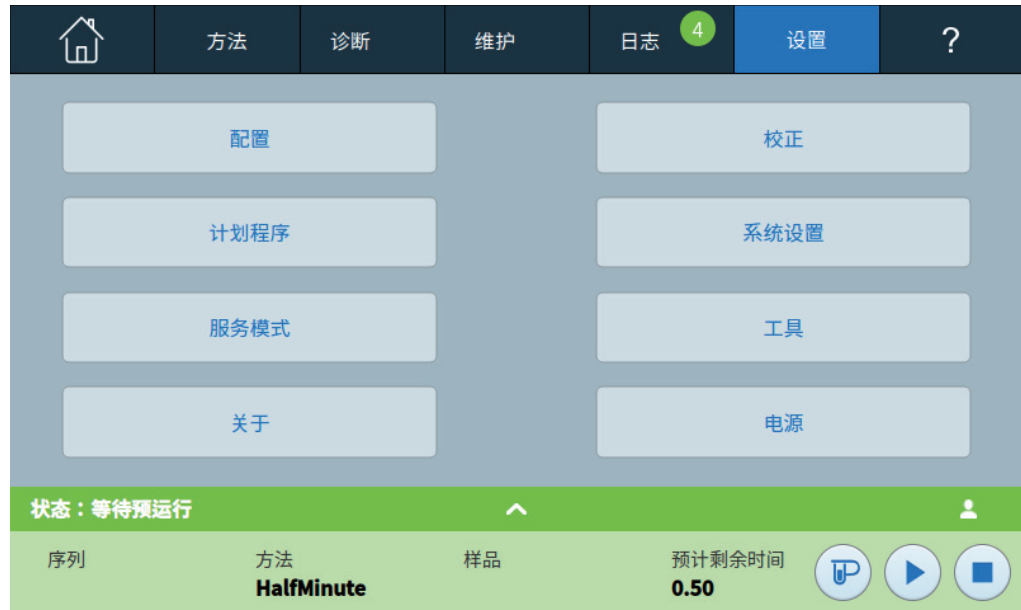 方法 诊断 维护 日志 4 设置 ?
配置 校正
计划程序 系统设置
服务模式 工具
关于 电源
状态：等待预运行
序列 方法 样品 预计剩余时间
HalfMinute 0.50